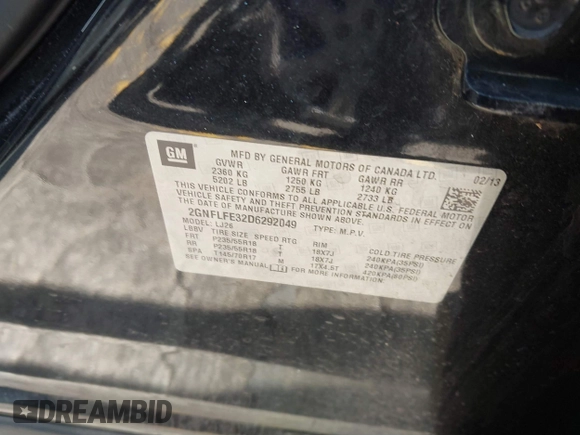 GM
MFD BY GENERAL MOTORS OF CANADA LTD.
02/13
GVWR GAWR FRT GAWR RR
2360 KG 1250 KG 1240 KG
5202 LB 2755 LB 2733 LB
THIS VEHICLE CONFORMS TO ALL APPLICABLE U.S. FEDERAL MOTOR
VEHICLE SAFETY AND THEFT PREVENTION STANDARDS IN EFFECT
ON THE DATE OF MANUFACTURE SHOWN ABOVE.
2GNFLFE32D6292049 TYPE: M.P.V.
MODEL: LJ26
LBBV TIRE SIZE SPEED RTG RIM COLD TIRE PRESSURE
FRT P235/55R18 T 18X7J 240KPA(35PSI)
RR P235/55R18 T 18X7J 240KPA(35PSI)
SPA T145/70R17 M 17X4.5T 420KPA(60PSI)
SEE OWNER'S MANUAL FOR MORE INFORMATION.
DREAMBID